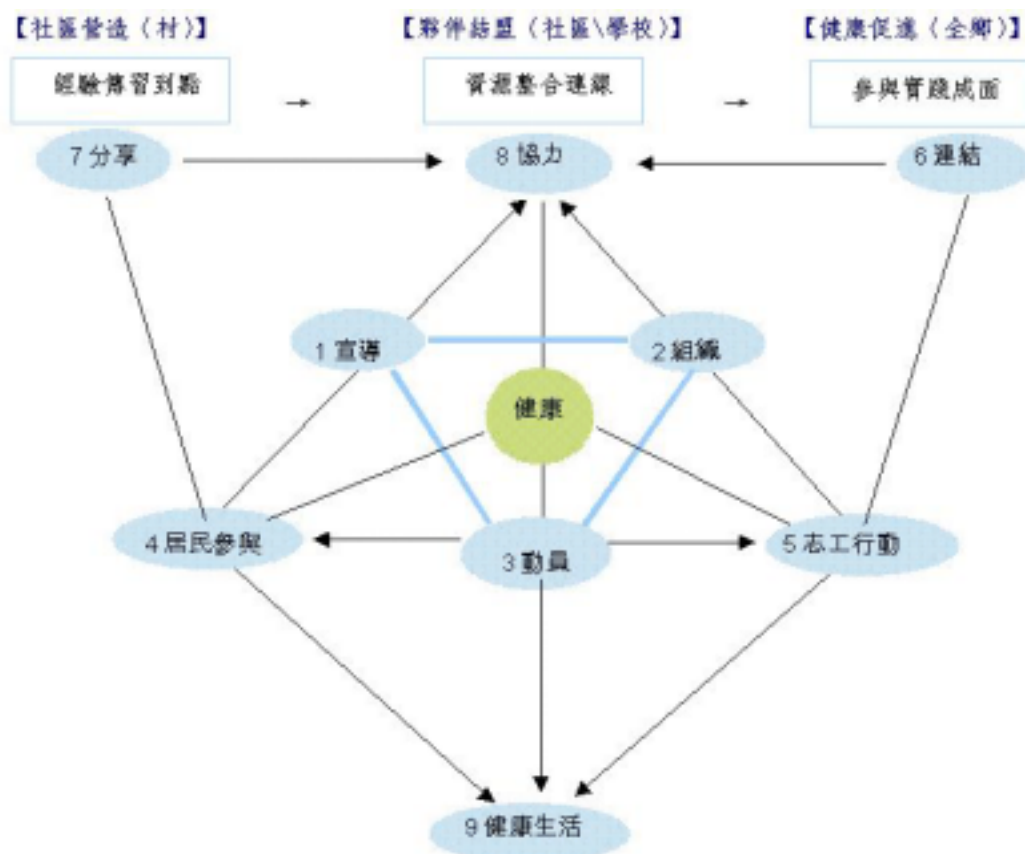 【社區營造（村）】 【夥伴結盟（社區\學校）】 【健康促進（全鄉）】
經驗傳習到點 → 資源整合連線 → 參與實踐成面
7 分享 8 協力 6 連結
1 宣導 2 組織
健康
4 居民參與 3 動員 5 志工行動
9 健康生活